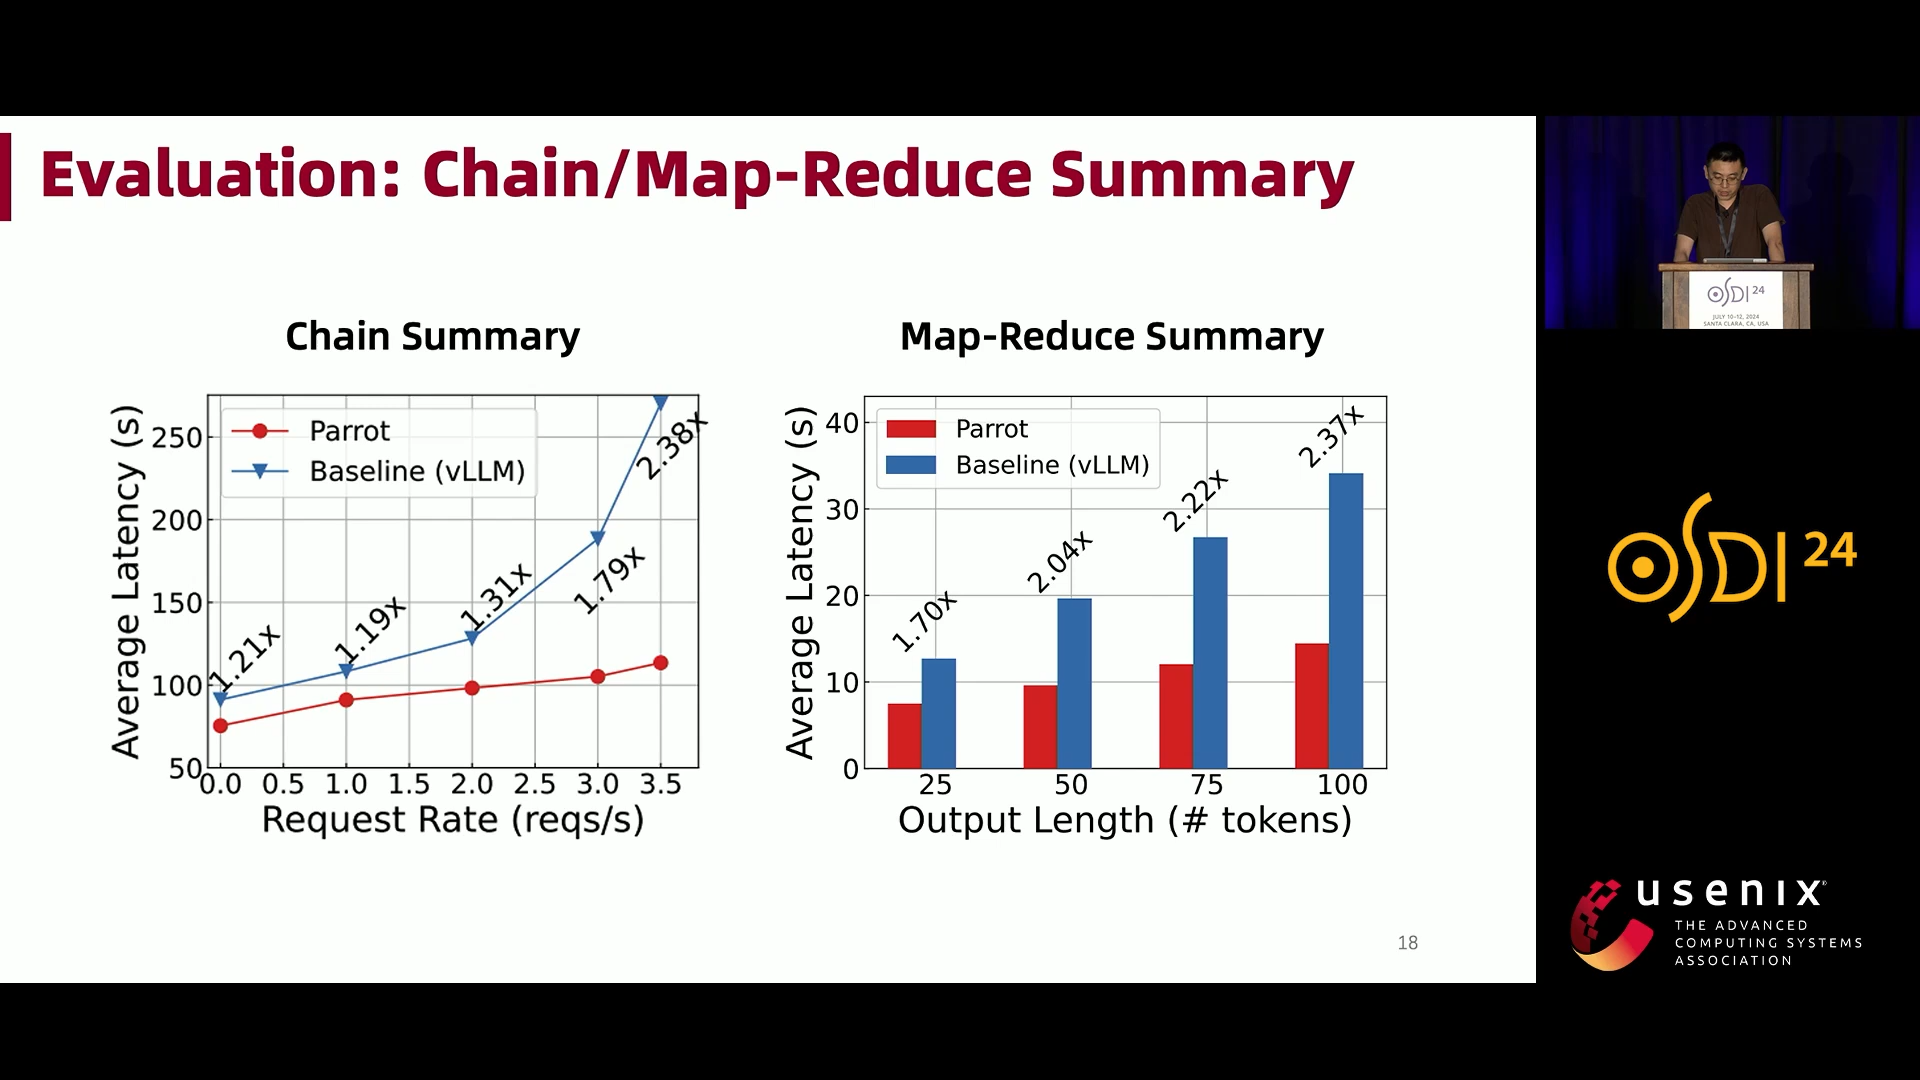 Evaluation: Chain/Map-Reduce Summary
Chain Summary
Average Latency (s)
250
200
150
100
50
Parrot
Baseline (vLLM)
1.21x
1.19x
1.31x
1.79x
2.38x
0.0 0.5 1.0 1.5 2.0 2.5 3.0 3.5
Request Rate (reqs/s)
Map-Reduce Summary
Average Latency (s)
40
30
20
10
0
Parrot
Baseline (vLLM)
1.70x
2.04x
2.22x
2.37x
25 50 75 100
Output Length (# tokens)
18
OSDI 24
JULY 10–12, 2024
SANTA CLARA, CA, USA
OSDI 24
usenix
THE ADVANCED
COMPUTING SYSTEMS
ASSOCIATION